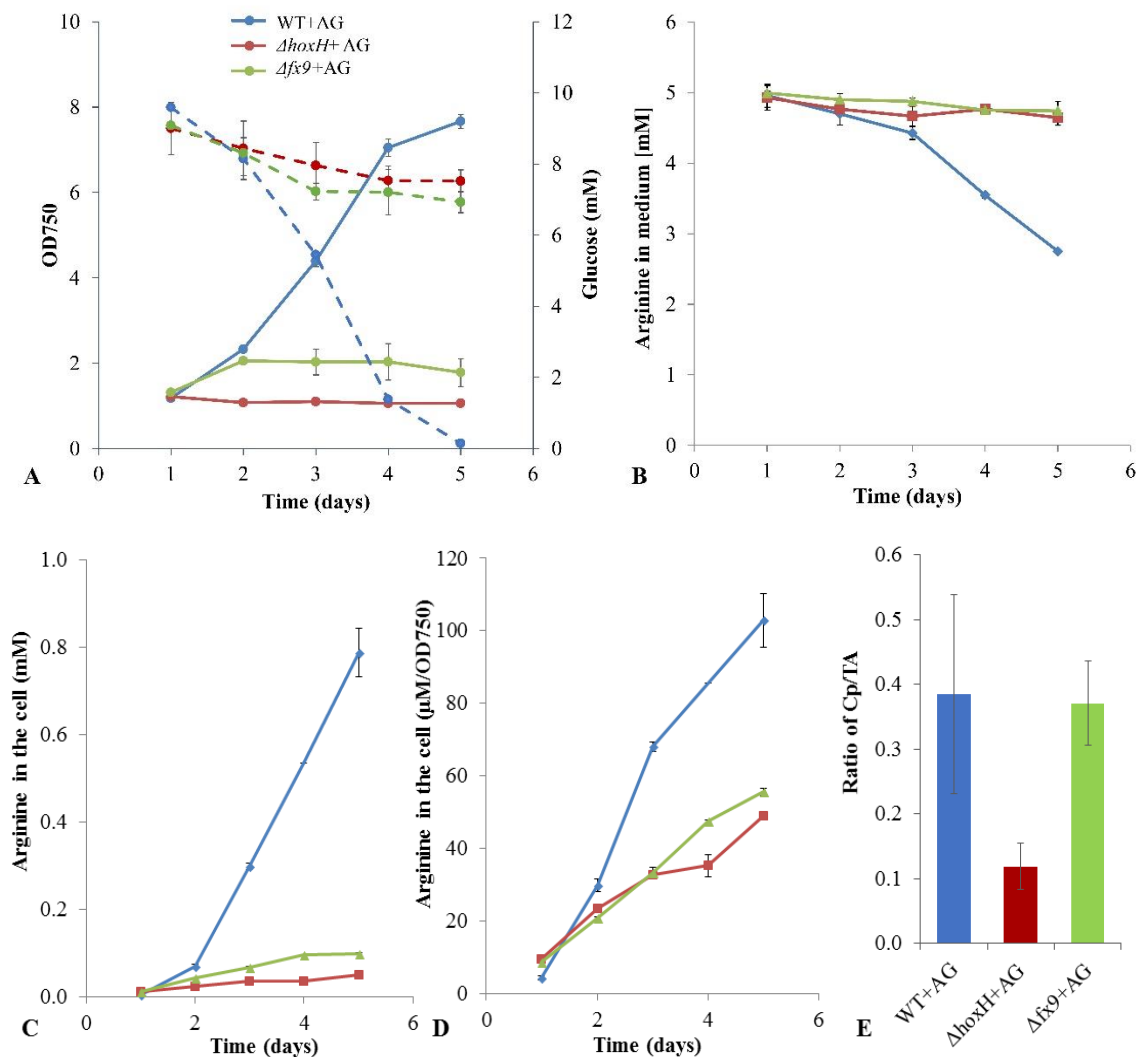 WT+AG
ΔhoxH+ AG
Δfx9+AG
OD750
10
8
6
4
2
0
12
10
8
6
4
2
0
Glucose (mM)
0 1 2 3 4 5 6
Time (days)
A
Arginine in medium [mM]
6
5
4
3
2
1
0
0 1 2 3 4 5 6
Time (days)
B
Arginine in the cell (mM)
1.0
0.8
0.6
0.4
0.2
0.0
0 2 4 6
Time (days)
C
Arginine in the cell (μM/OD750)
120
100
80
60
40
20
0
0 2 4 6
Time (days)
D
Ratio of Cp/TA
0.6
0.5
0.4
0.3
0.2
0.1
0.0
WT+AG
ΔhoxH+AG
Δfx9+AG
E